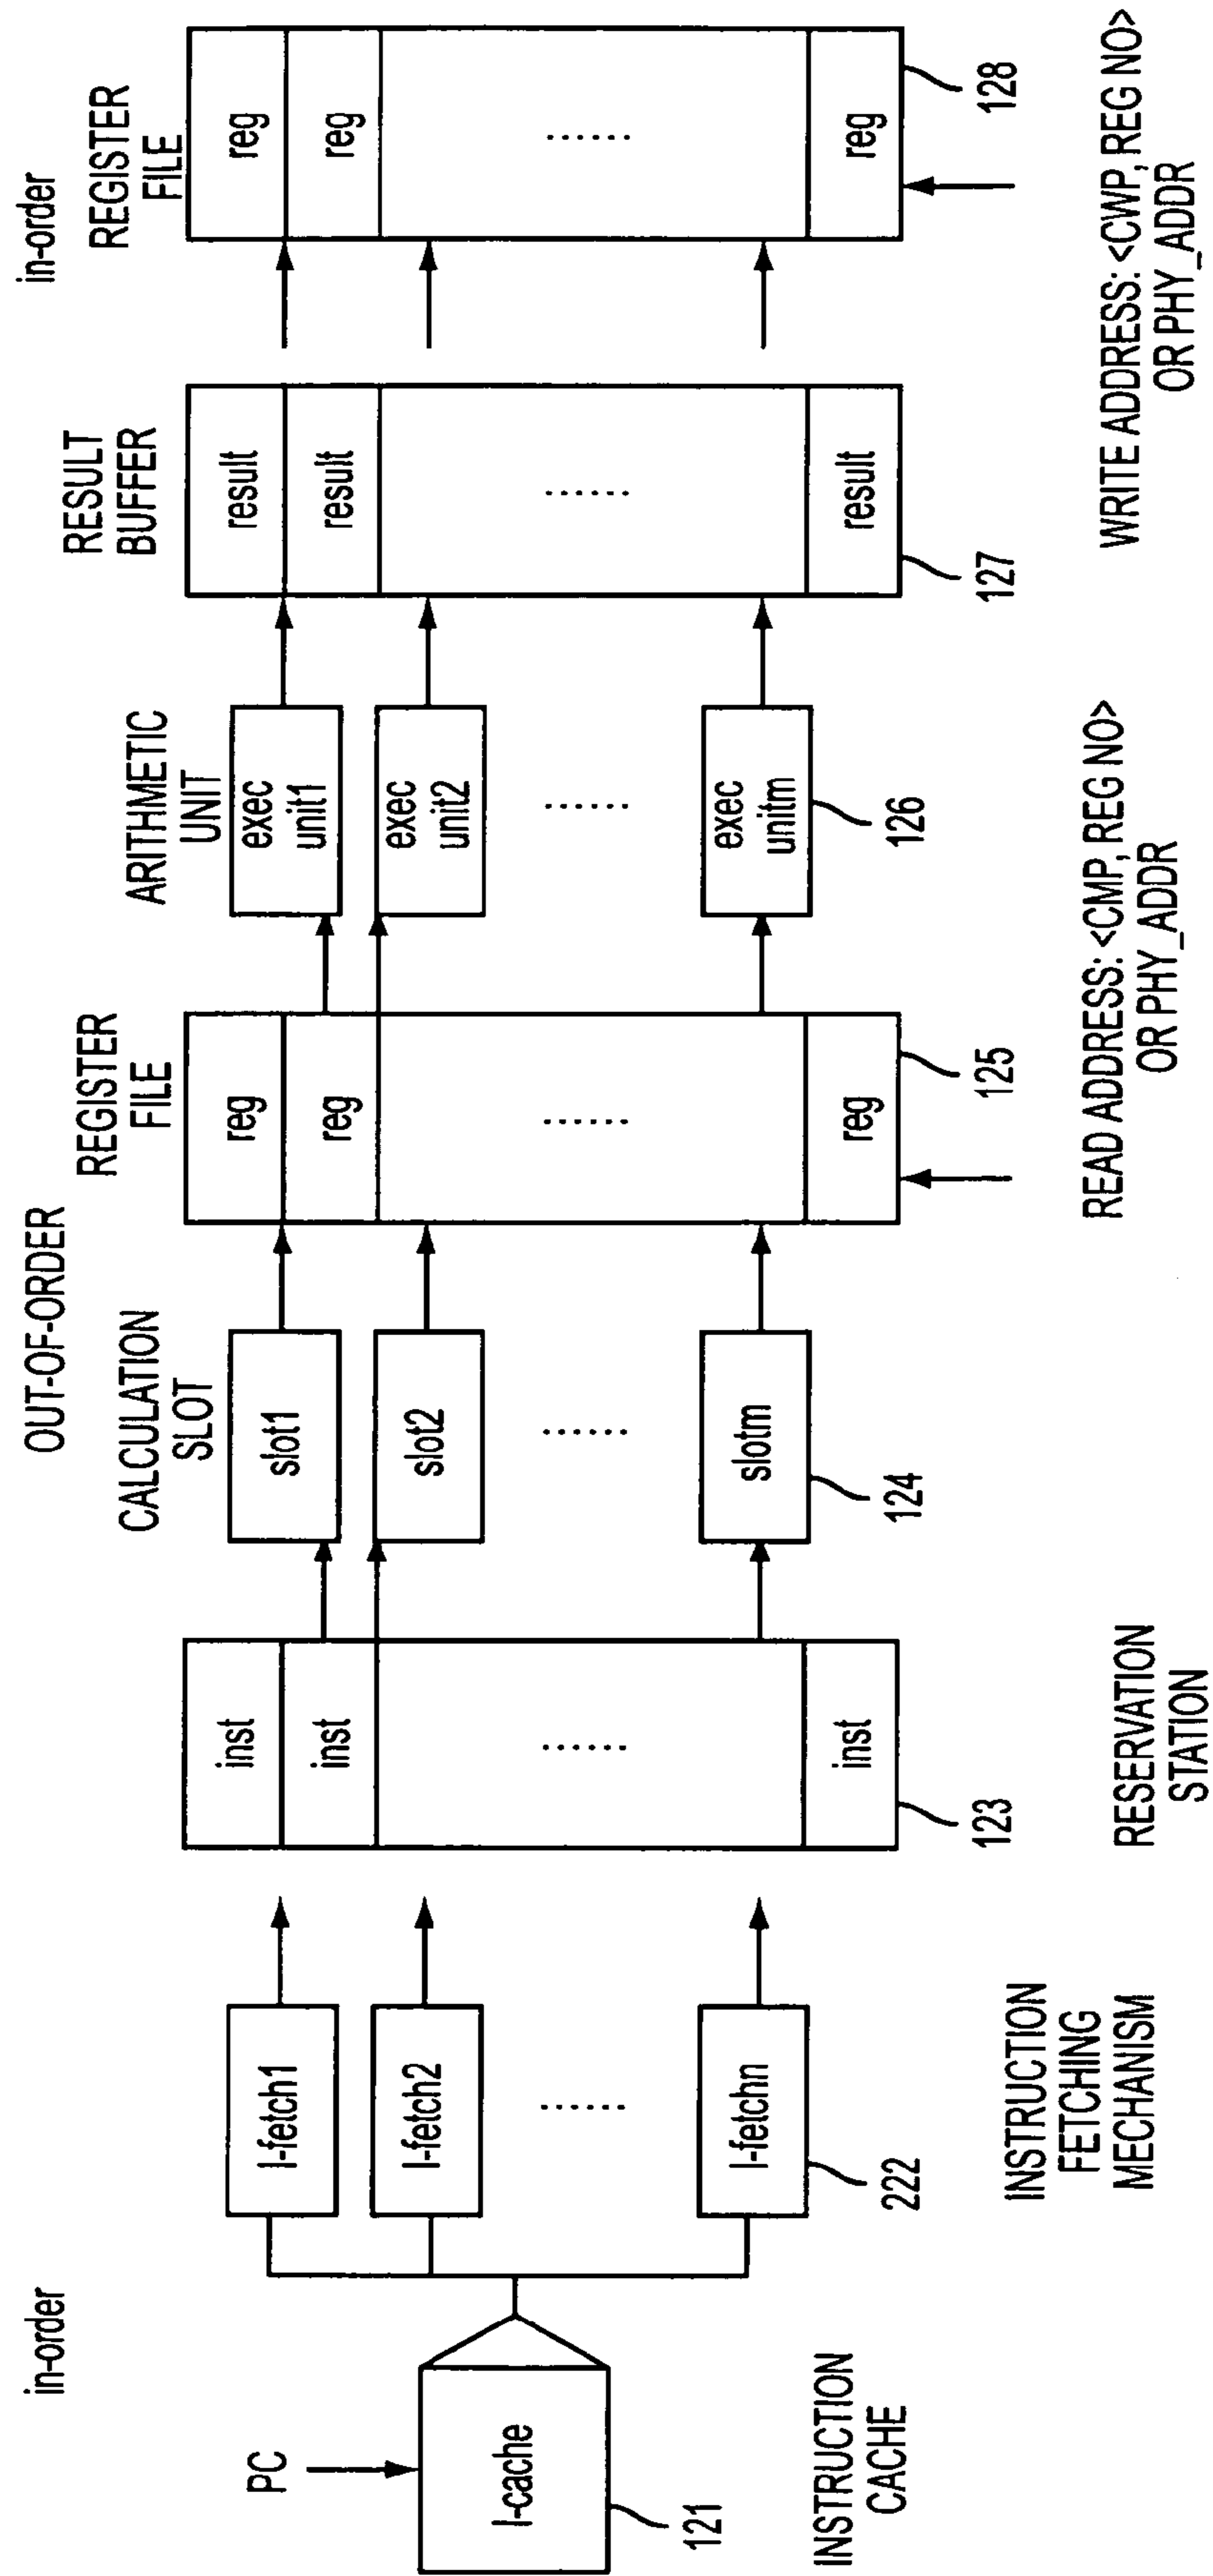 in-order
OUT-OF-ORDER
in-order
PC
I-cache
121
INSTRUCTION
CACHE
I-fetch1
I-fetch2
......
I-fetchn
222
INSTRUCTION
FETCHING
MECHANISM
inst
inst
......
inst
123
RESERVATION
STATION
CALCULATION
SLOT
slot1
slot2
......
slotm
124
REGISTER
FILE
reg
reg
......
reg
125
READ ADDRESS: <CMP, REG NO>
OR PHY_ADDR
ARITHMETIC
UNIT
exec
unit1
exec
unit2
......
exec
unitm
126
RESULT
BUFFER
result
result
......
result
127
REGISTER
FILE
reg
reg
......
reg
128
WRITE ADDRESS: <CWP, REG NO>
OR PHY_ADDR